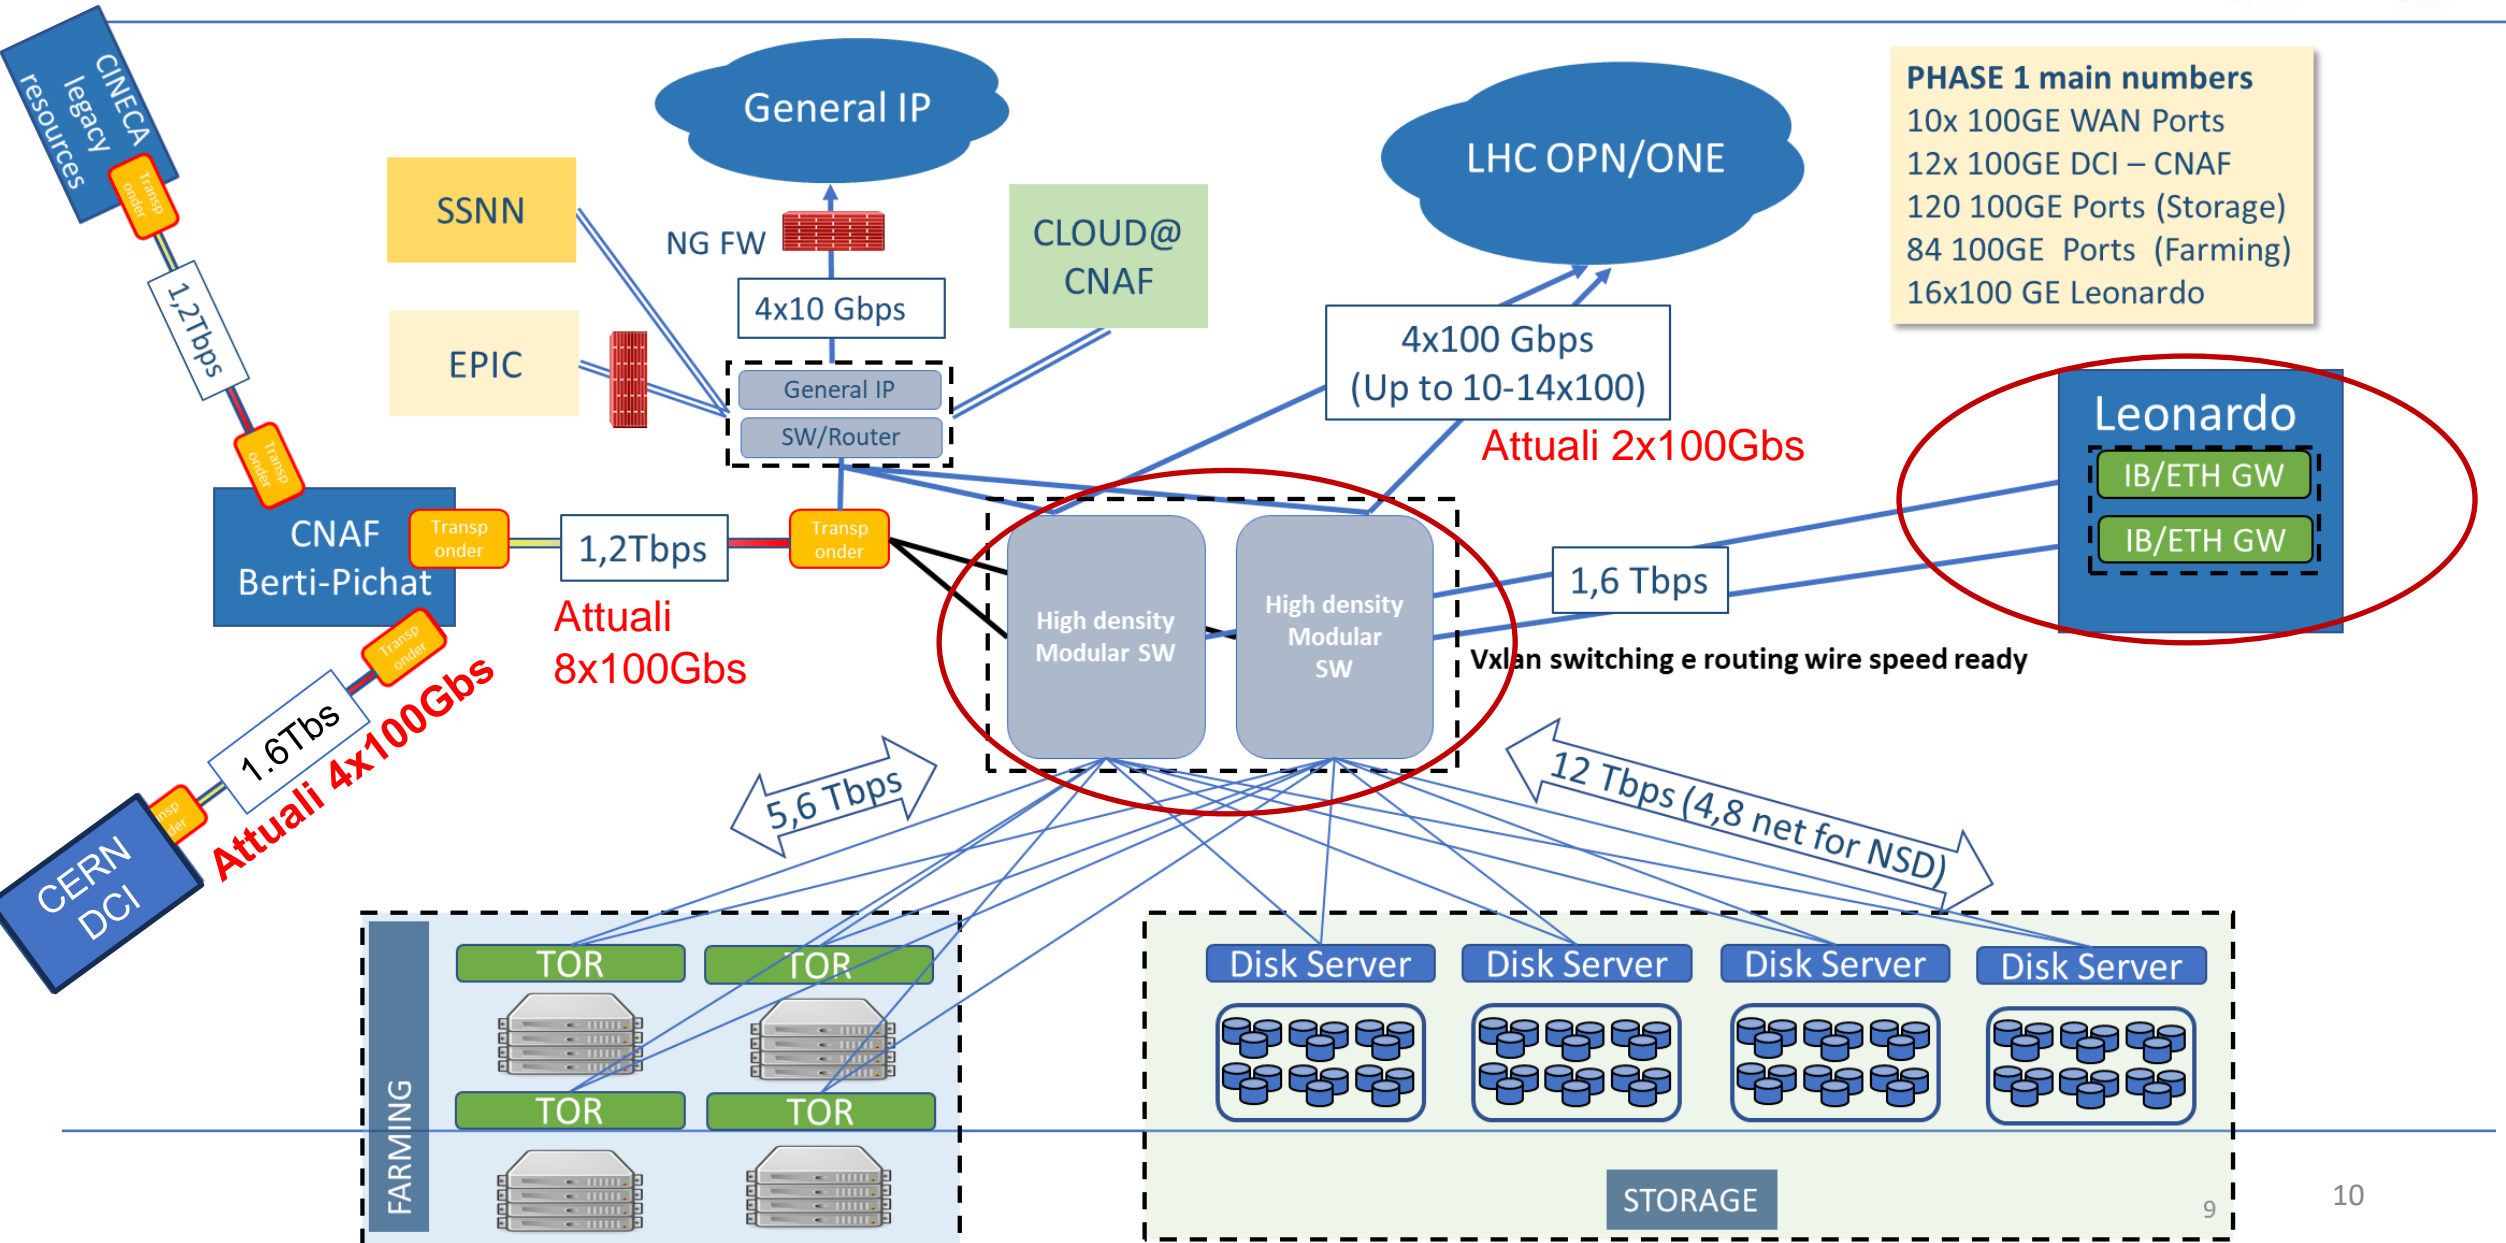 CINECA
legacy
resources
Transp
onder
1,2Tbps
Transp
onder
General IP
SSNN
NG FW
4x10 Gbps
EPIC
CLOUD@
CNAF
General IP
SW/Router
LHC OPN/ONE
4x100 Gbps
(Up to 10-14x100)
Attuali 2x100Gbs
PHASE 1 main numbers
10x 100GE WAN Ports
12x 100GE DCI – CNAF
120 100GE Ports (Storage)
84 100GE Ports (Farming)
16x100 GE Leonardo
Leonardo
IB/ETH GW
IB/ETH GW
CNAF
Berti-Pichat
Transp
onder
1,2Tbps
Transp
onder
Attuali
8x100Gbs
Transp
onder
1.6Tbs
Attuali 4x100Gbs
nsp
der
CERN
DCI
High density
Modular SW
High density
Modular
SW
1,6 Tbps
Vxlan switching e routing wire speed ready
5,6 Tbps
12 Tbps (4,8 net for NSD)
FARMING
TOR
TOR
TOR
TOR
Disk Server
Disk Server
Disk Server
Disk Server
STORAGE
9
10